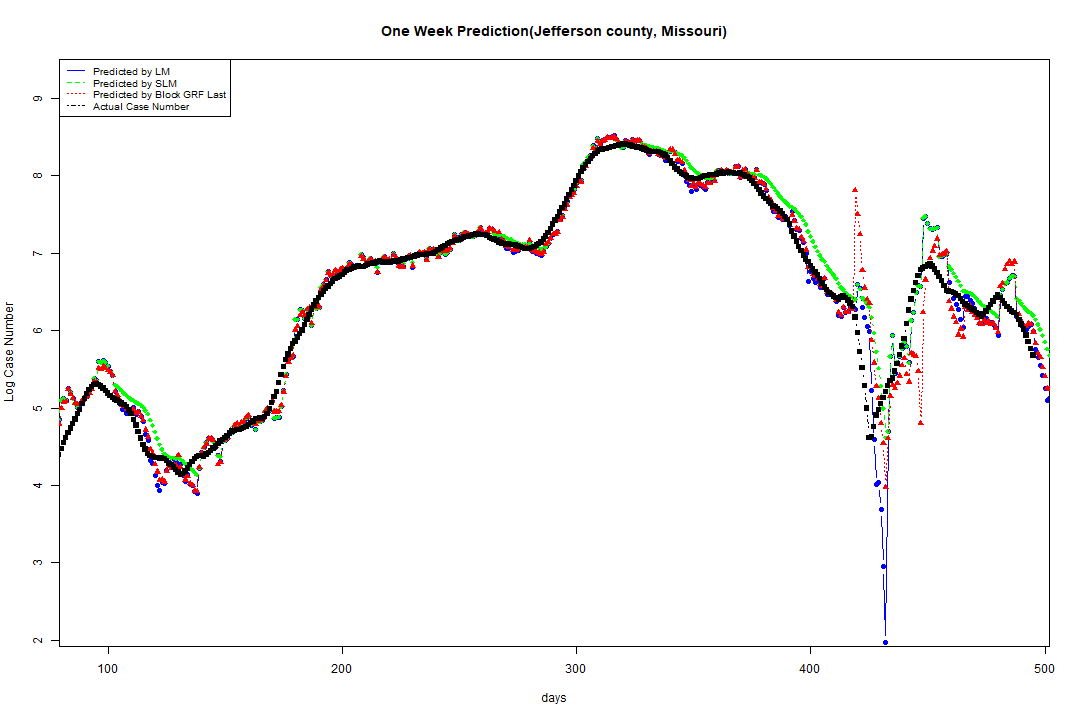 One Week Prediction(Jefferson county, Missouri)
Predicted by LM
Predicted by SLM
Predicted by Block GRF Last
Actual Case Number
9
8
7
6
5
4
3
2
Log Case Number
100 200 300 400 500
days